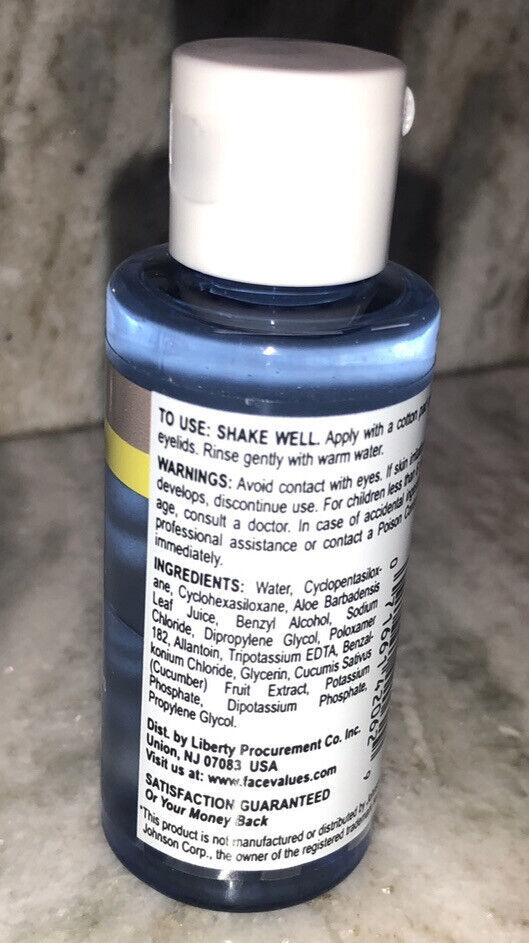 TO USE: SHAKE WELL. Apply with a cotton pad
eyelids. Rinse gently with warm water.
WARNINGS: Avoid contact with eyes. If skin
develops, discontinue use. For children less than
age, consult a doctor. In case of accidental
professional assistance or contact a Poison
immediately.
INGREDIENTS: Water, Cyclopentasilox-
ane, Cyclohexasiloxane, Aloe Barbadensis
Leaf Juice, Benzyl Alcohol, Sodium
Chloride, Dipropylene Glycol, Poloxamer
182, Allantoin, Tripotassium EDTA, Benzal-
konium Chloride, Glycerin, Cucumis Sativus
(Cucumber) Fruit Extract, Potassium
Phosphate, Dipotassium Phosphate,
Propylene Glycol.
Dist. by Liberty Procurement Co. Inc.
Union, NJ 07083 USA
Visit us at: www.facevalues.com
SATISFACTION GUARANTEED
Or Your Money Back
*This product is not manufactured or distributed by
Johnson Corp., the owner of the registered